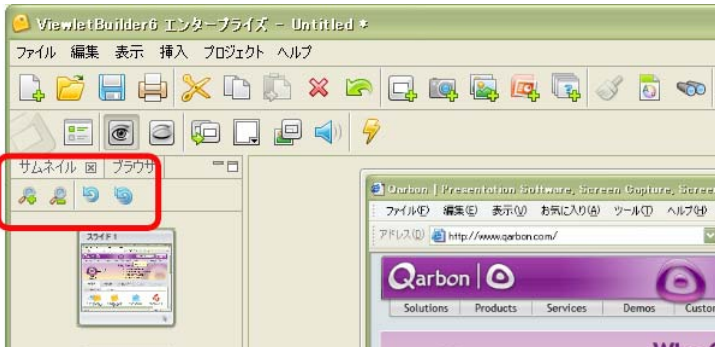 ViewletBuilder6 エンタープライズ - Untitled *
ファイル 編集 表示 挿入 プロジェクト ヘルプ
サムネイル ブラウザ
スライド 1
Qarbon | Presentation Software, Screen Capture, Screen
ファイル(F) 編集(E) 表示(V) お気に入り(A) ツール(T) ヘルプ(H)
アドレス(D) http://www.qarbon.com/
Qarbon
Solutions Products Services Demos Custom